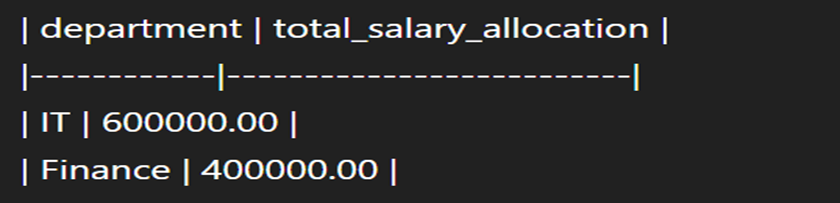 | department | total_salary_allocation |
|------------|--------------------------|
| IT | 600000.00 |
| Finance | 400000.00 |